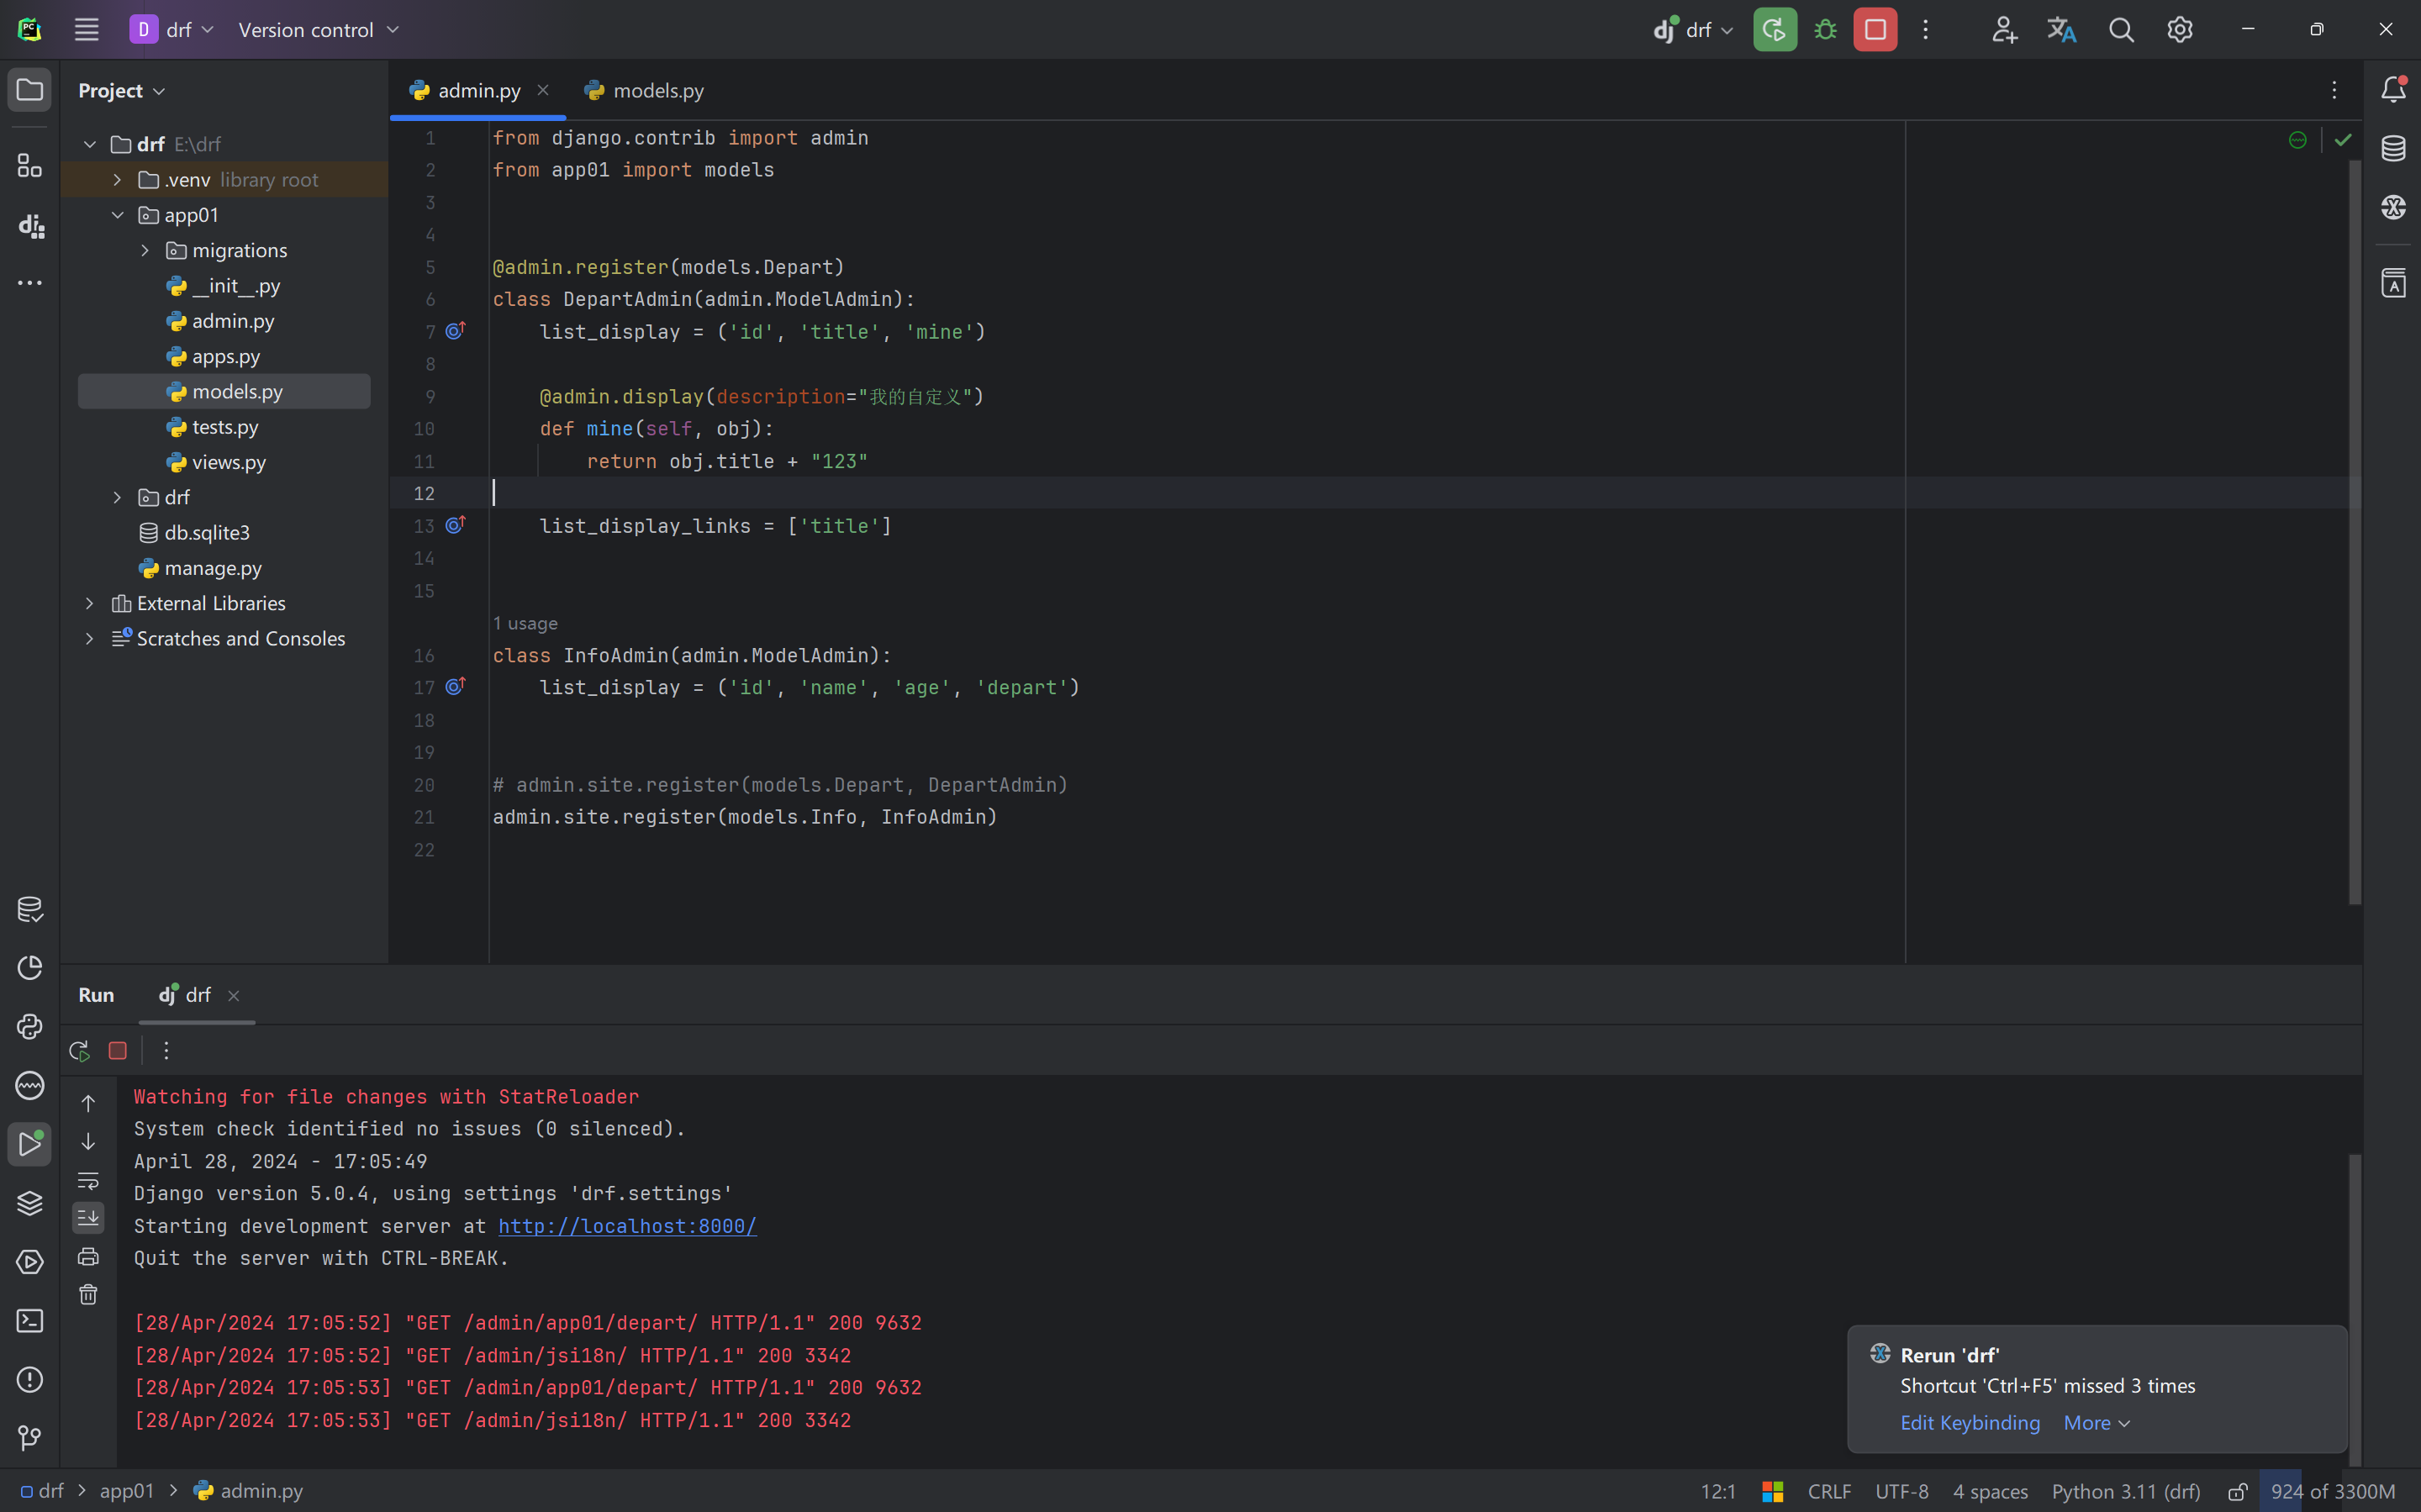 D drf Version control
dj drf
Project
drf E:\drf
.venv library root
app01
migrations
__init__.py
admin.py
apps.py
models.py
tests.py
views.py
drf
db.sqlite3
manage.py
External Libraries
Scratches and Consoles
admin.py models.py
1 from django.contrib import admin
2 from app01 import models
3
4
5 @admin.register(models.Depart)
6 class DepartAdmin(admin.ModelAdmin):
7     list_display = ('id', 'title', 'mine')
8
9     @admin.display(description="我的自定义")
10     def mine(self, obj):
11         return obj.title + "123"
12
13     list_display_links = ['title']
14
15
1 usage
16 class InfoAdmin(admin.ModelAdmin):
17     list_display = ('id', 'name', 'age', 'depart')
18
19
20 # admin.site.register(models.Depart, DepartAdmin)
21 admin.site.register(models.Info, InfoAdmin)
22
Run dj drf
Watching for file changes with StatReloader
System check identified no issues (0 silenced).
April 28, 2024 - 17:05:49
Django version 5.0.4, using settings 'drf.settings'
Starting development server at http://localhost:8000/
Quit the server with CTRL-BREAK.
[28/Apr/2024 17:05:52] "GET /admin/app01/depart/ HTTP/1.1" 200 9632
[28/Apr/2024 17:05:52] "GET /admin/jsi18n/ HTTP/1.1" 200 3342
[28/Apr/2024 17:05:53] "GET /admin/app01/depart/ HTTP/1.1" 200 9632
[28/Apr/2024 17:05:53] "GET /admin/jsi18n/ HTTP/1.1" 200 3342
Rerun 'drf'
Shortcut 'Ctrl+F5' missed 3 times
Edit Keybinding More
drf > app01 > admin.py
12:1 CRLF UTF-8 4 spaces Python 3.11 (drf) 924 of 3300M